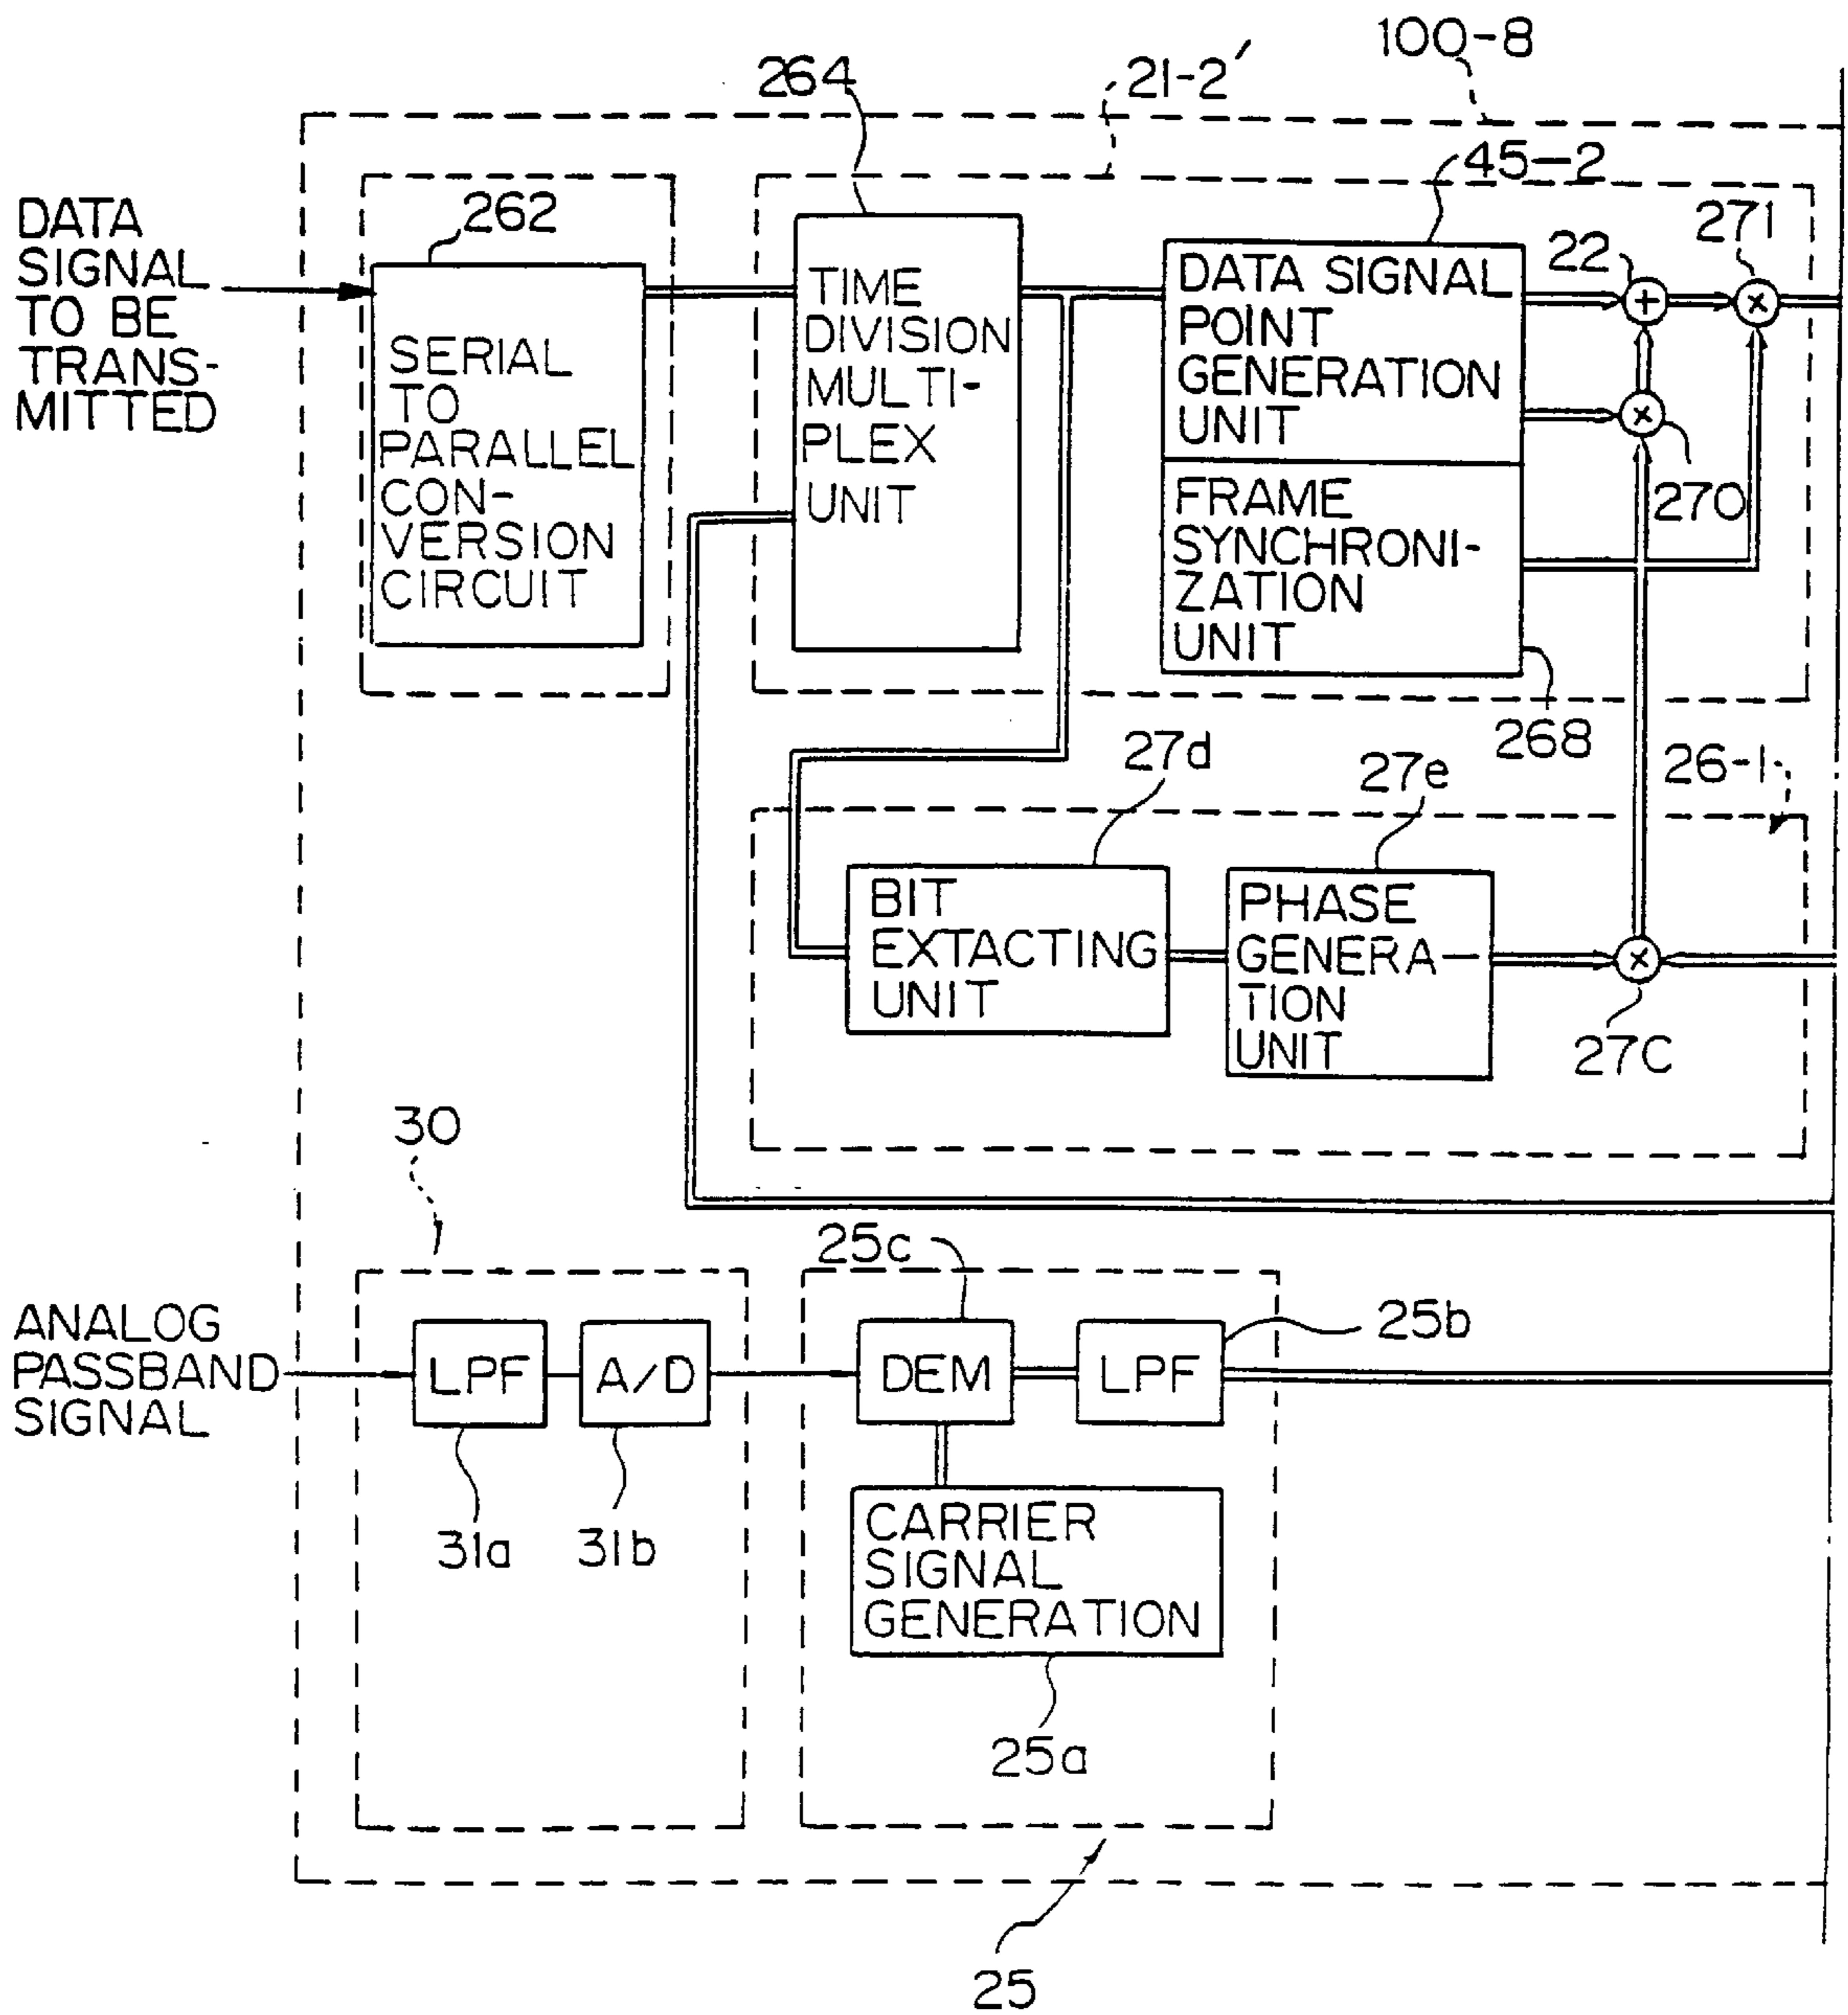 100-8
264
21-2′
45-2
DATA
SIGNAL
TO BE
TRANS-
MITTED
262
SERIAL
TO
PARALLEL
CON-
VERSION
CIRCUIT
TIME
DIVISION
MULTI-
PLEX
UNIT
DATA SIGNAL
POINT
GENERATION
UNIT
22
+
271
×
×
270
FRAME
SYNCHRONI-
ZATION
UNIT
268
27d
27e
26-1
BIT
EXTACTING
UNIT
PHASE
GENERA-
TION
UNIT
×
27C
30
25c
25b
ANALOG
PASSBAND
SIGNAL
LPF
A/D
DEM
LPF
31a
31b
CARRIER
SIGNAL
GENERATION
25a
25